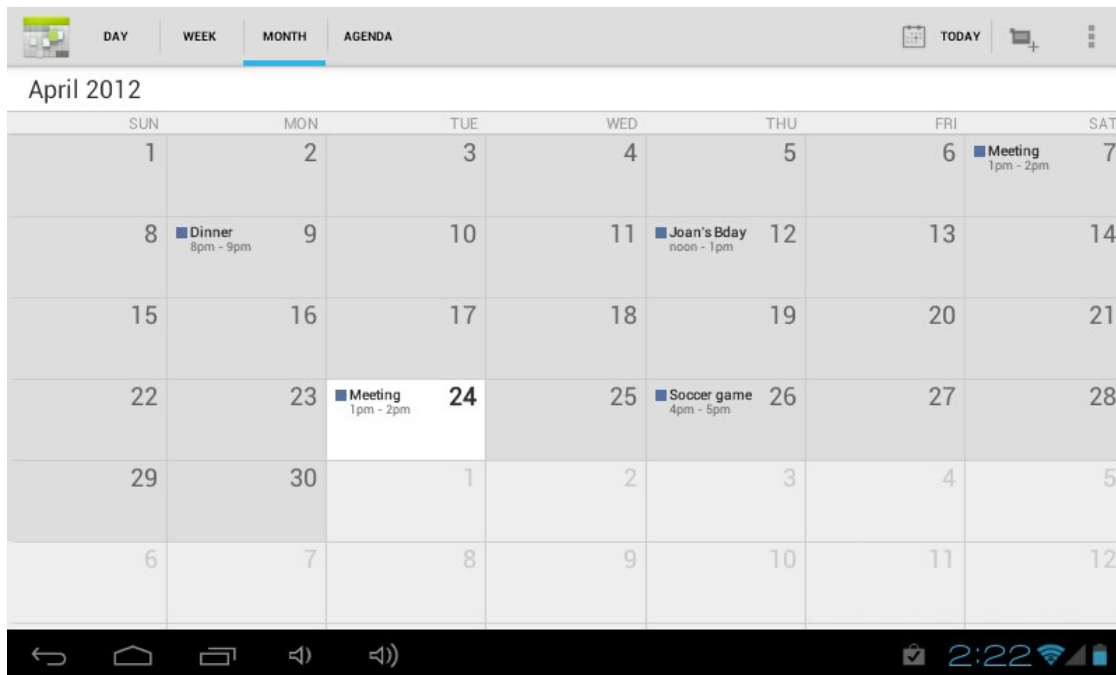 DAY WEEK MONTH AGENDA TODAY
April 2012
SUN MON TUE WED THU FRI SAT
1 2 3 4 5 6 Meeting 7
1pm - 2pm
8 Dinner 9 10 11 Joan's Bday 12 13 14
8pm - 9pm noon - 1pm
15 16 17 18 19 20 21
22 23 Meeting 24 25 Soccer game 26 27 28
1pm - 2pm 4pm - 5pm
29 30 1 2 3 4 5
6 7 8 9 10 11 12
2:22